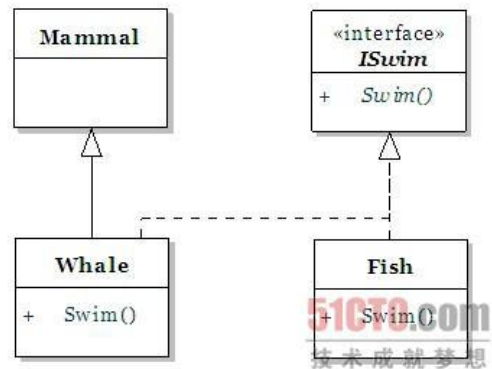 Mammal
«interface»
ISwim
+ Swim()
Whale
+ Swim()
Fish
+ Swim()
51CTO.com
技术成就梦想